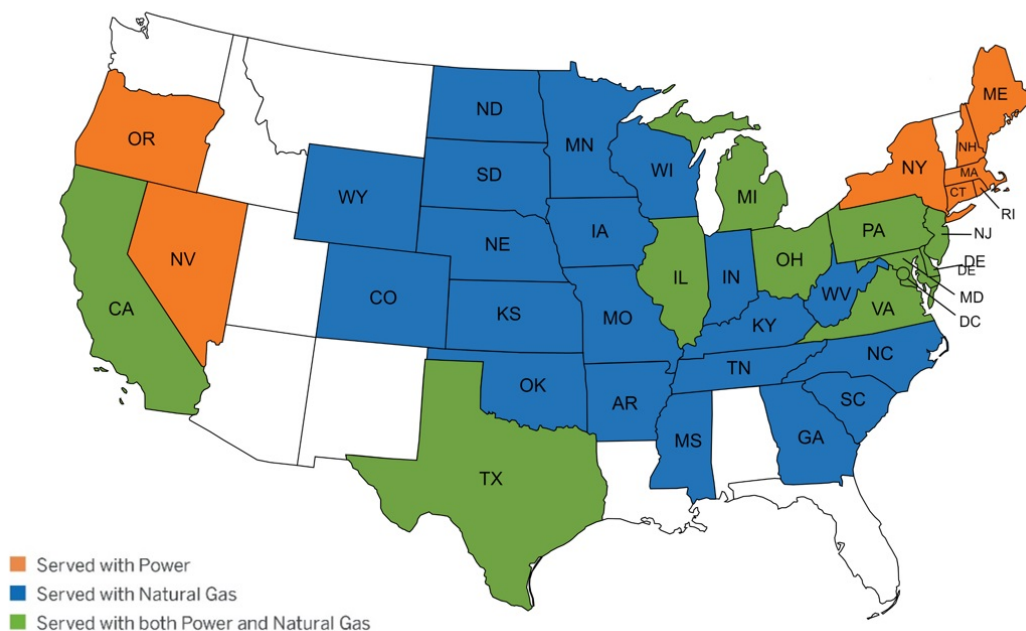 ME
ND
MN
OR
NH
NY
WI
MA
SD
CT
MI
WY
RI
PA
NJ
IA
NE
OH
DE
DE
NV
IL
IN
MD
CO
WV
CA
VA
KS
MO
DC
KY
NC
TN
OK
AR
SC
MS
GA
TX
Served with Power
Served with Natural Gas
Served with both Power and Natural Gas